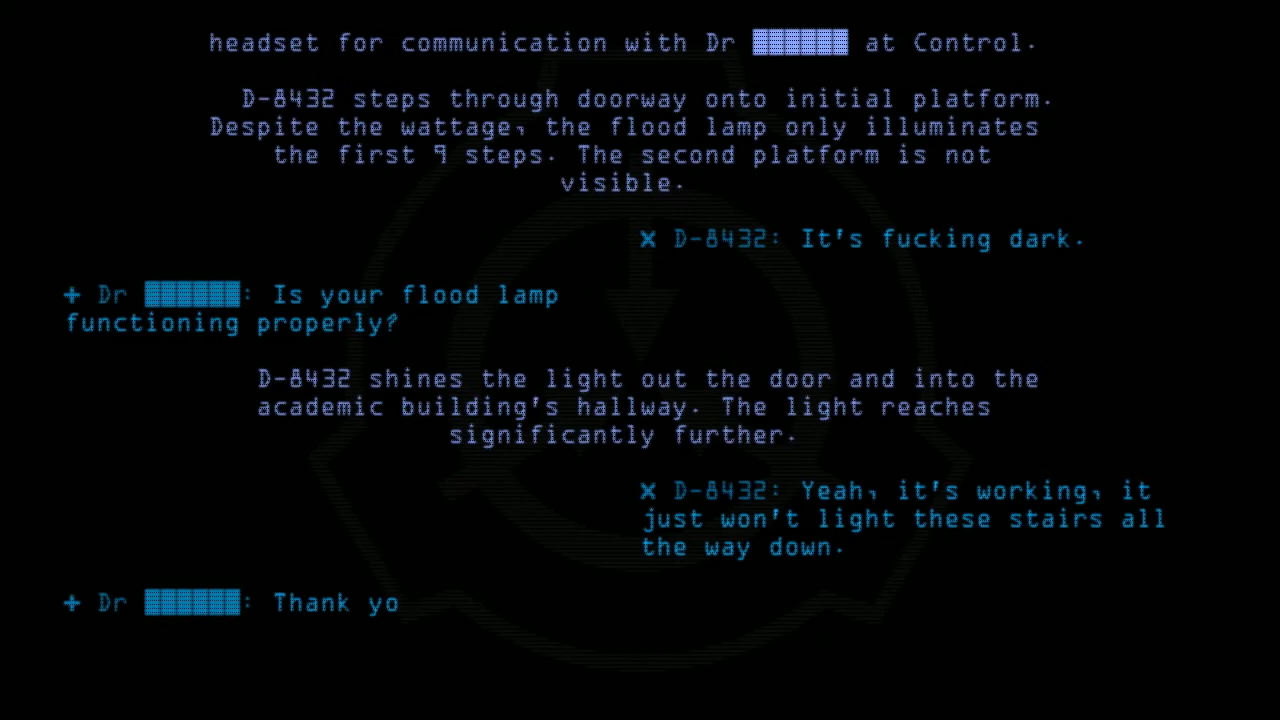 headset for communication with Dr ██████ at Control.
D-8432 steps through doorway onto initial platform.
Despite the wattage, the flood lamp only illuminates
the first 9 steps. The second platform is not
visible.
X D-8432: It's fucking dark.
+ Dr ██████: Is your flood lamp
functioning properly?
D-8432 shines the light out the door and into the
academic building's hallway. The light reaches
significantly further.
X D-8432: Yeah, it's working, it
just won't light these stairs all
the way down.
+ Dr ██████: Thank yo